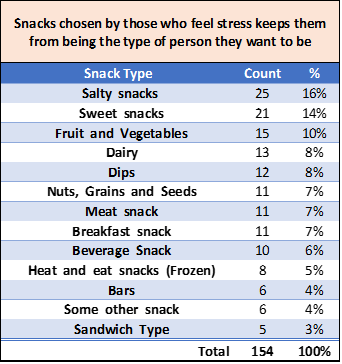 Snacks chosen by those who feel stress keeps them
from being the type of person they want to be
Snack Type Count %
Salty snacks 25 16%
Sweet snacks 21 14%
Fruit and Vegetables 15 10%
Dairy 13 8%
Dips 12 8%
Nuts, Grains and Seeds 11 7%
Meat snack 11 7%
Breakfast snack 11 7%
Beverage Snack 10 6%
Heat and eat snacks (Frozen) 8 5%
Bars 6 4%
Some other snack 6 4%
Sandwich Type 5 3%
Total 154 100%